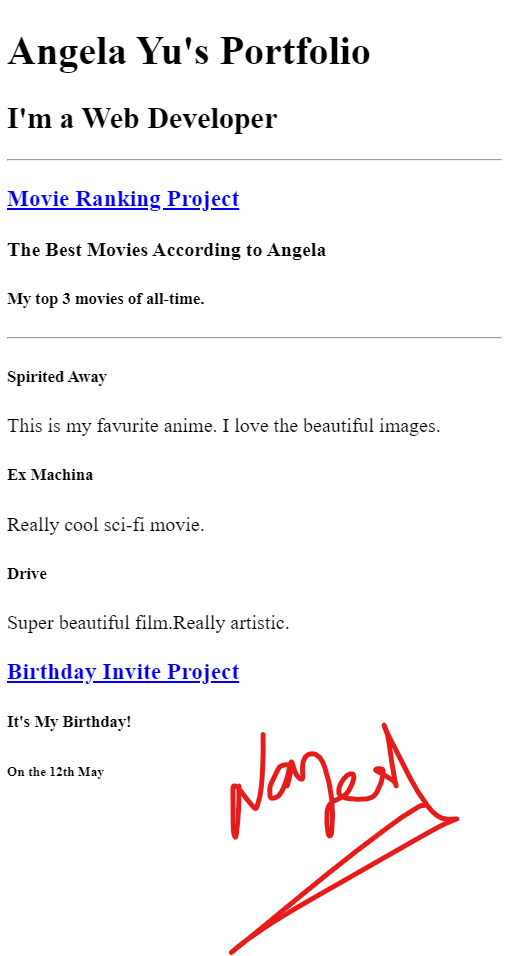 Angela Yu's Portfolio
I'm a Web Developer
Movie Ranking Project
The Best Movies According to Angela
My top 3 movies of all-time.
Spirited Away
This is my favurite anime. I love the beautiful images.
Ex Machina
Really cool sci-fi movie.
Drive
Super beautiful film.Really artistic.
Birthday Invite Project
It's My Birthday!
On the 12th May